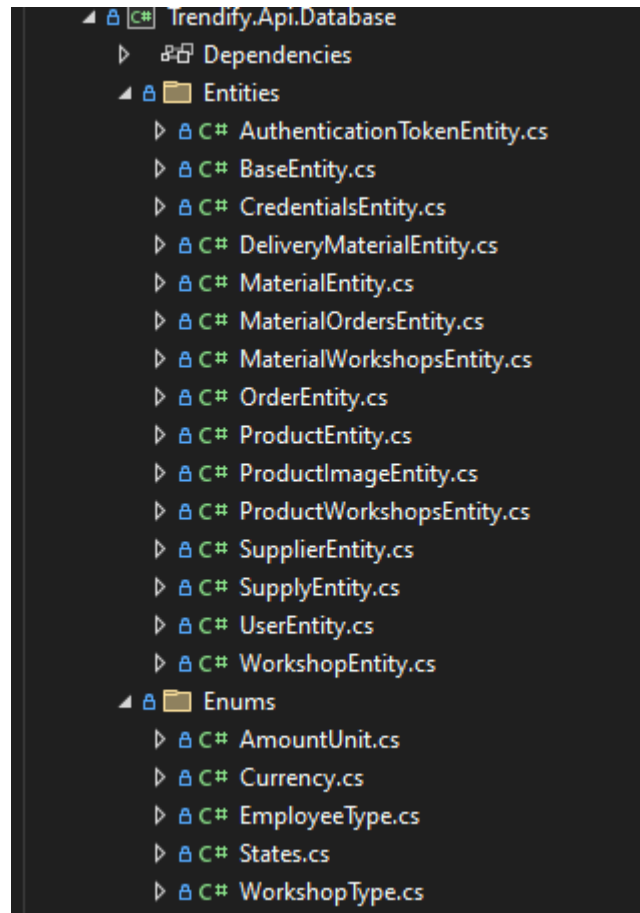 C# Trendify.Api.Database
Dependencies
Entities
C# AuthenticationTokenEntity.cs
C# BaseEntity.cs
C# CredentialsEntity.cs
C# DeliveryMaterialEntity.cs
C# MaterialEntity.cs
C# MaterialOrdersEntity.cs
C# MaterialWorkshopsEntity.cs
C# OrderEntity.cs
C# ProductEntity.cs
C# ProductImageEntity.cs
C# ProductWorkshopsEntity.cs
C# SupplierEntity.cs
C# SupplyEntity.cs
C# UserEntity.cs
C# WorkshopEntity.cs
Enums
C# AmountUnit.cs
C# Currency.cs
C# EmployeeType.cs
C# States.cs
C# WorkshopType.cs